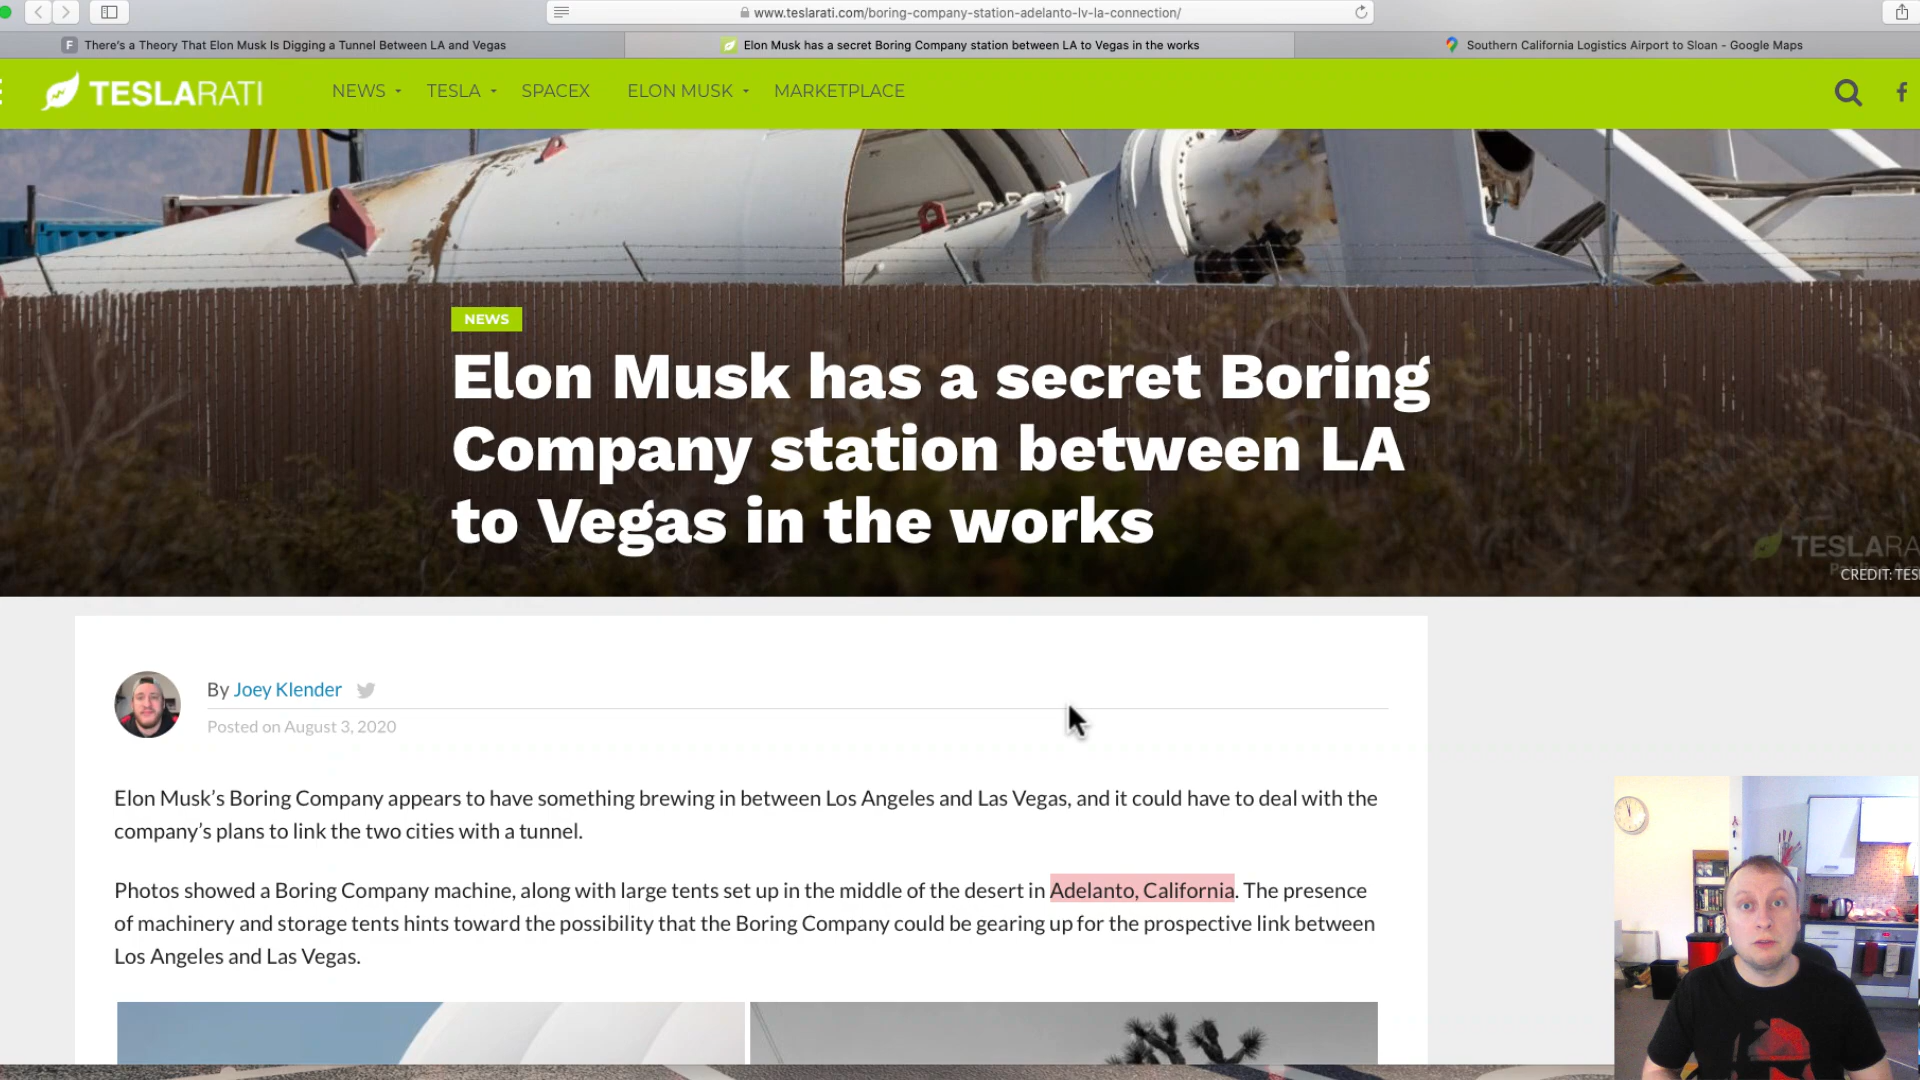 www.teslarati.com/boring-company-station-adelanto-lv-la-connection/
F There's a Theory That Elon Musk Is Digging a Tunnel Between LA and Vegas
Elon Musk has a secret Boring Company station between LA to Vegas in the works
Southern California Logistics Airport to Sloan - Google Maps
TESLARATI
NEWS
TESLA
SPACEX
ELON MUSK
MARKETPLACE
NEWS
Elon Musk has a secret Boring
Company station between LA
to Vegas in the works
TESLARA
CREDIT: TES
By Joey Klender
Posted on August 3, 2020
Elon Musk’s Boring Company appears to have something brewing in between Los Angeles and Las Vegas, and it could have to deal with the
company’s plans to link the two cities with a tunnel.
Photos showed a Boring Company machine, along with large tents set up in the middle of the desert in Adelanto, California. The presence
of machinery and storage tents hints toward the possibility that the Boring Company could be gearing up for the prospective link between
Los Angeles and Las Vegas.